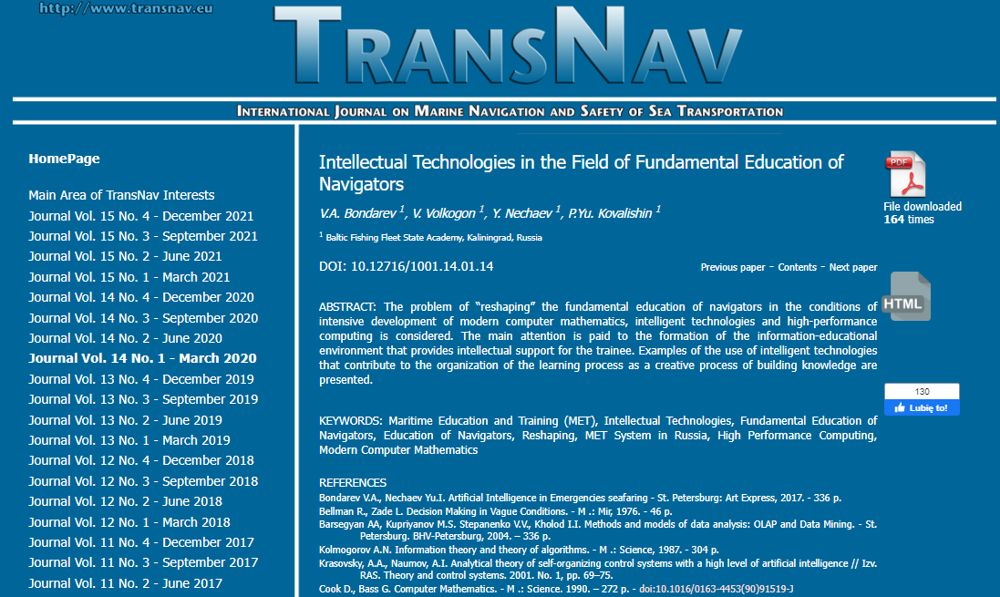 http://www.transnav.eu
TRANSNAV
INTERNATIONAL JOURNAL ON MARINE NAVIGATION AND SAFETY OF SEA TRANSPORTATION
HomePage
Main Area of TransNav Interests
Journal Vol. 15 No. 4 - December 2021
Journal Vol. 15 No. 3 - September 2021
Journal Vol. 15 No. 2 - June 2021
Journal Vol. 15 No. 1 - March 2021
Journal Vol. 14 No. 4 - December 2020
Journal Vol. 14 No. 3 - September 2020
Journal Vol. 14 No. 2 - June 2020
Journal Vol. 14 No. 1 - March 2020
Journal Vol. 13 No. 4 - December 2019
Journal Vol. 13 No. 3 - September 2019
Journal Vol. 13 No. 2 - June 2019
Journal Vol. 13 No. 1 - March 2019
Journal Vol. 12 No. 4 - December 2018
Journal Vol. 12 No. 3 - September 2018
Journal Vol. 12 No. 2 - June 2018
Journal Vol. 12 No. 1 - March 2018
Journal Vol. 11 No. 4 - December 2017
Journal Vol. 11 No. 3 - September 2017
Journal Vol. 11 No. 2 - June 2017
Intellectual Technologies in the Field of Fundamental Education of
Navigators
V.A. Bondarev 1, V. Volkogon 1, Y. Nechaev 1, P.Yu. Kovalishin 1
1 Baltic Fishing Fleet State Academy, Kaliningrad, Russia
DOI: 10.12716/1001.14.01.14
Previous paper - Contents - Next paper
ABSTRACT: The problem of “reshaping” the fundamental education of navigators in the conditions of
intensive development of modern computer mathematics, intelligent technologies and high-performance
computing is considered. The main attention is paid to the formation of the information-educational
environment that provides intellectual support for the trainee. Examples of the use of intelligent technologies
that contribute to the organization of the learning process as a creative process of building knowledge are
presented.
KEYWORDS: Maritime Education and Training (MET), Intellectual Technologies, Fundamental Education of
Navigators, Education of Navigators, Reshaping, MET System in Russia, High Performance Computing,
Modern Computer Mathematics
REFERENCES
Bondarev V.A., Nechaev Yu.I. Artificial Intelligence in Emergencies seafaring - St. Petersburg: Art Express, 2017. - 336 p.
Bellman R., Zade L. Decision Making in Vague Conditions. - M .: Mir, 1976. - 46 p.
Barsegyan AA, Kupriyanov M.S. Stepanenko V.V., Kholod I.I. Methods and models of data analysis: OLAP and Data Mining. - St.
Petersburg. BHV-Petersburg, 2004. – 336 p.
Kolmogorov A.N. Information theory and theory of algorithms. - M .: Science, 1987. - 304 p.
Krasovsky, A.A., Naumov, A.I. Analytical theory of self-organizing control systems with a high level of artificial intelligence // Izv.
RAS. Theory and control systems. 2001. No. 1, pp. 69–75.
Cook D., Bass G. Computer Mathematics. - M .: Science. 1990. – 272 p. - doi:10.1016/0163-4453(90)91519-J
PDF
File downloaded
164 times
HTML
130
Lubię to!